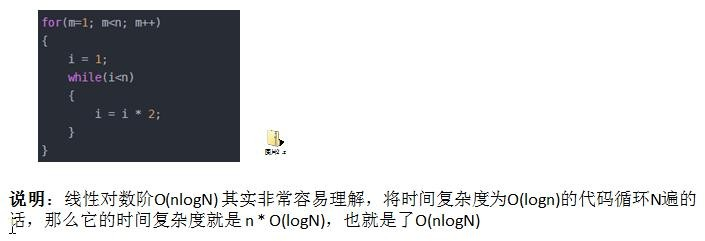 for(m=1; m<n; m++)
{
i = 1;
while(i<n)
{
i = i * 2;
}
}
说明：线性对数阶O(nlogN) 其实非常容易理解，将时间复杂度为O(logn)的代码循环N遍的
话，那么它的时间复杂度就是 n * O(logN)，也就是了O(nlogN)